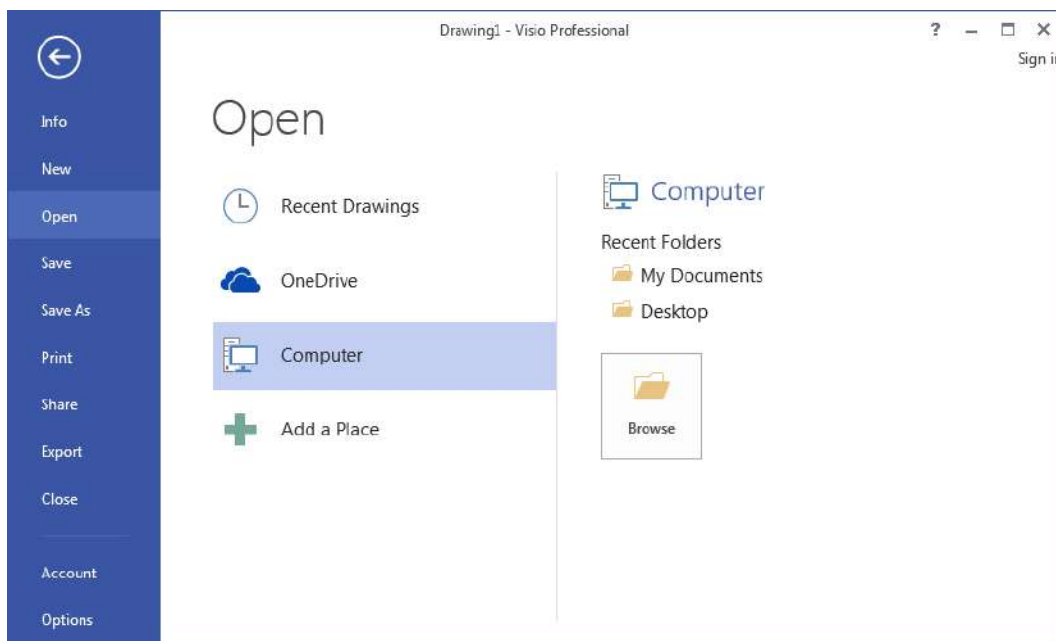 Drawing1 - Visio Professional
?
Sign in
Info
New
Open
Save
Save As
Print
Share
Export
Close
Account
Options
Open
Recent Drawings
OneDrive
Computer
Add a Place
Computer
Recent Folders
My Documents
Desktop
Browse